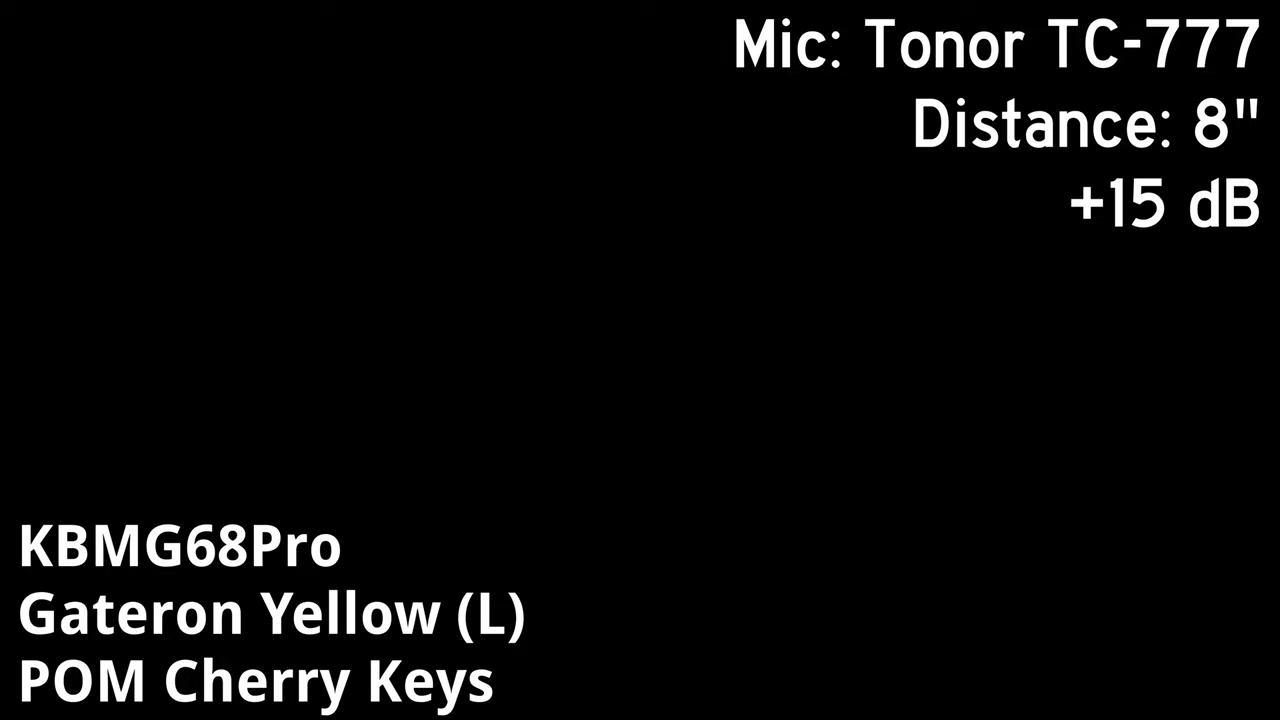 Mic: Tonor TC-777
Distance: 8"
+15 dB
KBMG68Pro
Gateron Yellow (L)
POM Cherry Keys